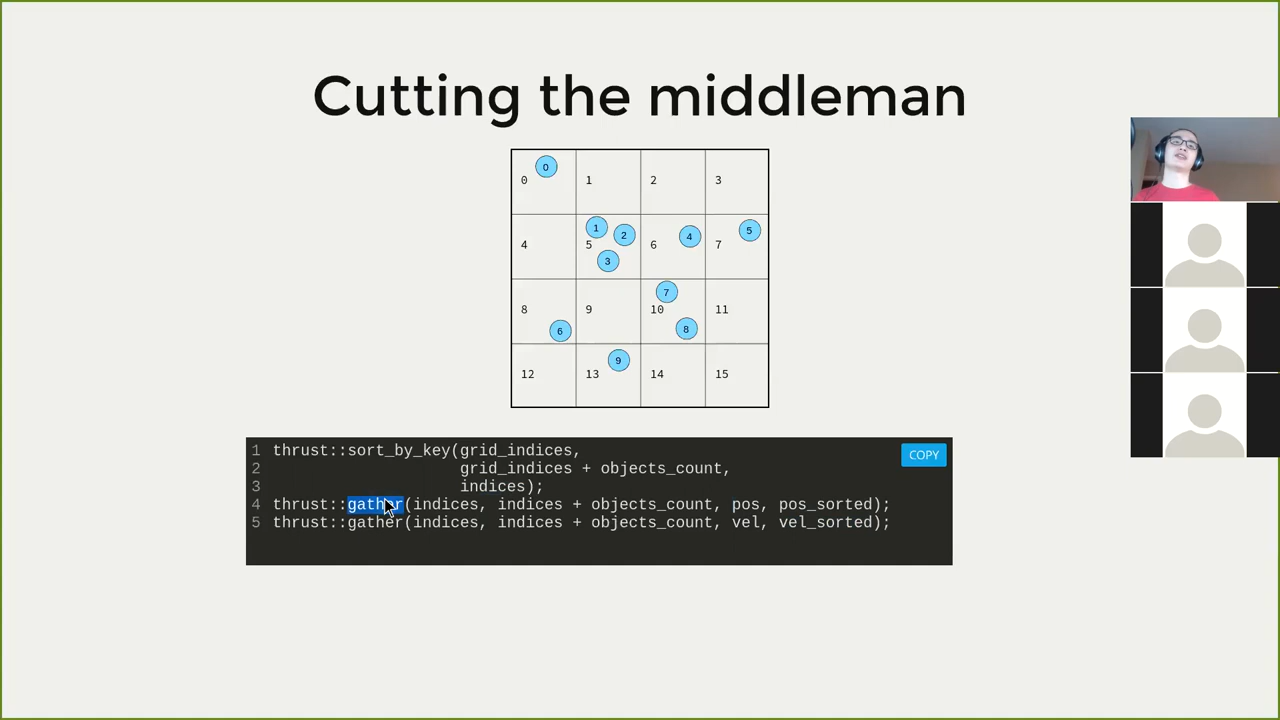 Cutting the middleman
0 0 1 2 3
4 5 1 2 3 6 4 7 5
8 6 9 10 7 8 11
12 13 9 14 15
COPY
1 thrust::sort_by_key(grid_indices,
2 grid_indices + objects_count,
3 indices);
4 thrust::gather(indices, indices + objects_count, pos, pos_sorted);
5 thrust::gather(indices, indices + objects_count, vel, vel_sorted);